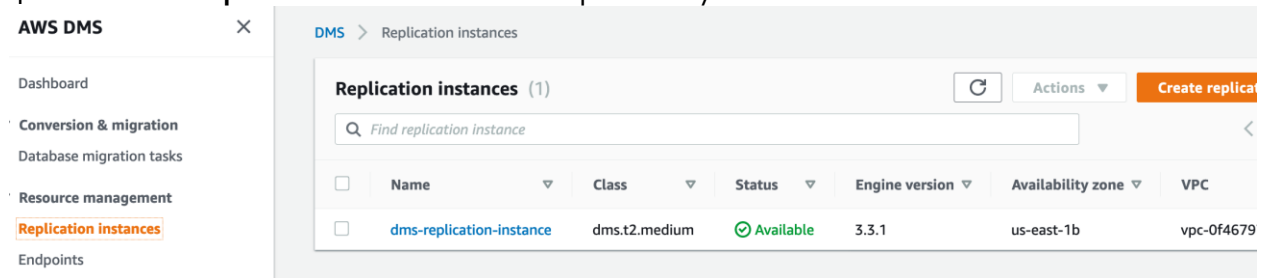 AWS DMS
DMS > Replication instances
Dashboard
Replication instances (1)
Actions
Conversion & migration
Find replication instance
Database migration tasks
Name Class Status Engine version Availability zone VPC
Resource management
Replication instances
dms-replication-instance dms.t2.medium Available 3.3.1 us-east-1b
Endpoints